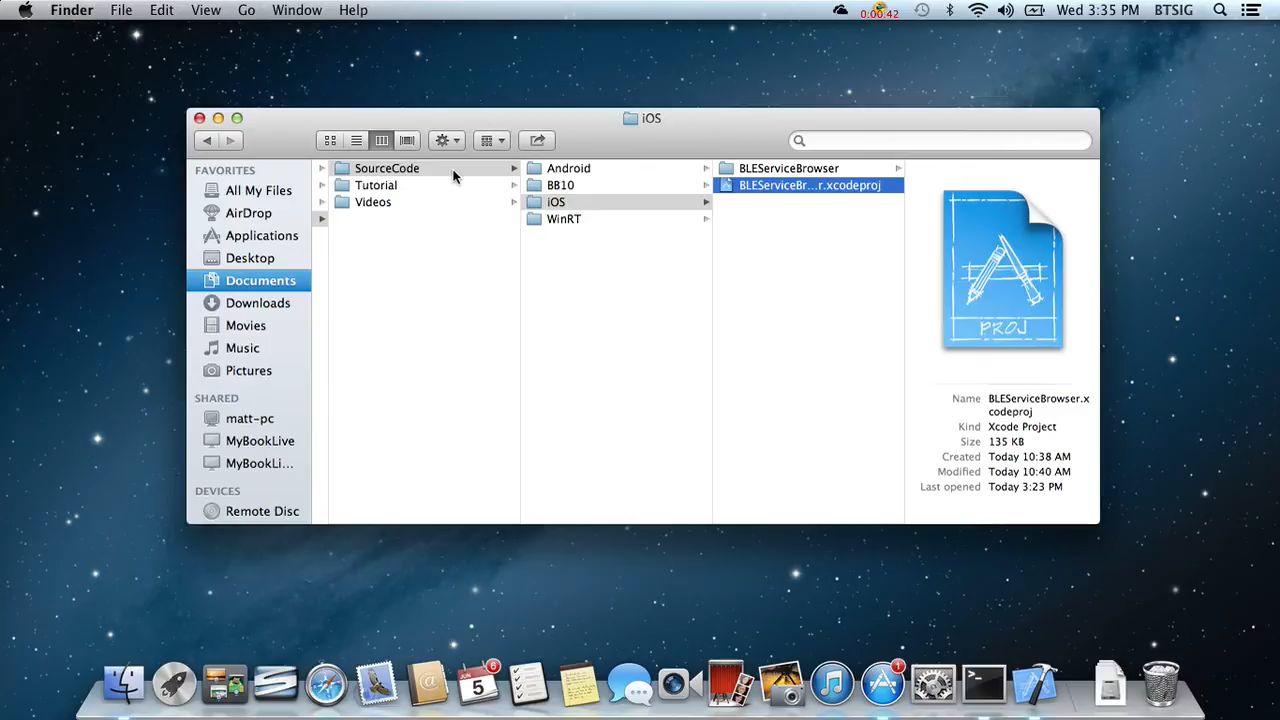 Finder File Edit View Go Window Help 0:00:42 Wed 3:35 PM BTSIG
iOS
FAVORITES
All My Files
AirDrop
Applications
Desktop
Documents
Downloads
Movies
Music
Pictures
SHARED
matt-pc
MyBookLive
MyBookLi...
DEVICES
Remote Disc
SourceCode
Tutorial
Videos
Android
BB10
iOS
WinRT
BLEServiceBrowser
BLEServiceBr...r.xcodeproj
PROJ
Name BLEServiceBrowser.x
codeproj
Kind Xcode Project
Size 135 KB
Created Today 10:38 AM
Modified Today 10:40 AM
Last opened Today 3:23 PM
JUN
5
6
1